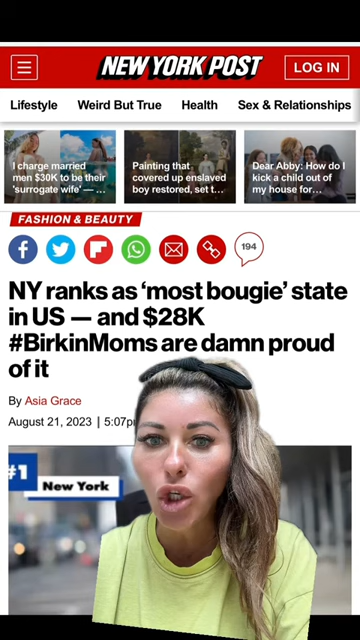 NEW YORK POST
LOG IN
Lifestyle Weird But True Health Sex & Relationships
I charge married
men $30K to be their
'surrogate wife' — ...
Painting that
covered up enslaved
boy restored, set t...
Dear Abby: How do I
kick a child out of
my house for...
FASHION & BEAUTY
194
NY ranks as 'most bougie' state
in US — and $28K
#BirkinMoms are damn proud
of it
By Asia Grace
August 21, 2023 | 5:07p
#1
New York